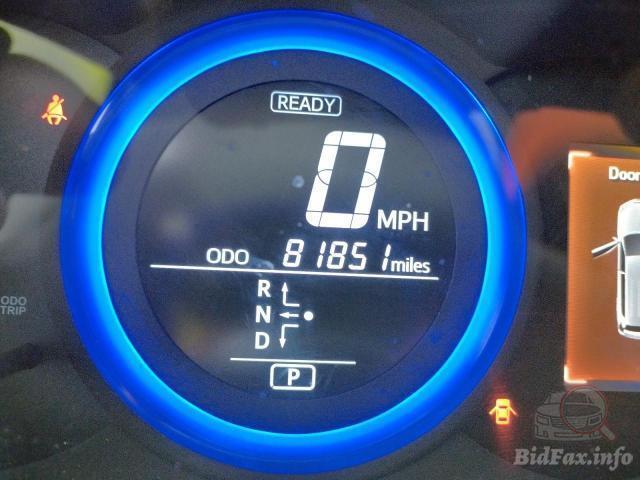 READY
0 MPH
ODO 81851 miles
R
N
D
P
ODO
TRIP
Door
BidFax.info